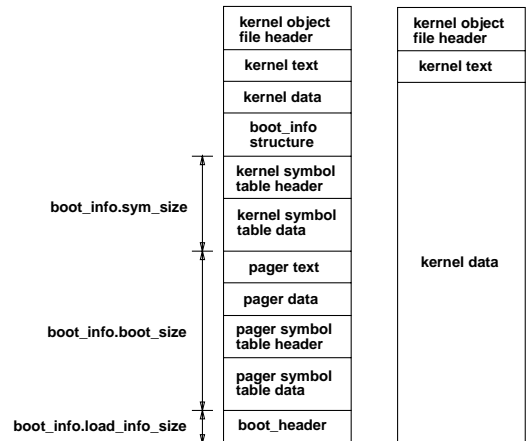 kernel object
file header
kernel text
kernel data
boot_info
structure
kernel symbol
table header
kernel symbol
table data
pager text
pager data
pager symbol
table header
pager symbol
table data
boot_header
boot_info.sym_size
boot_info.boot_size
boot_info.load_info_size
kernel object
file header
kernel text
kernel data